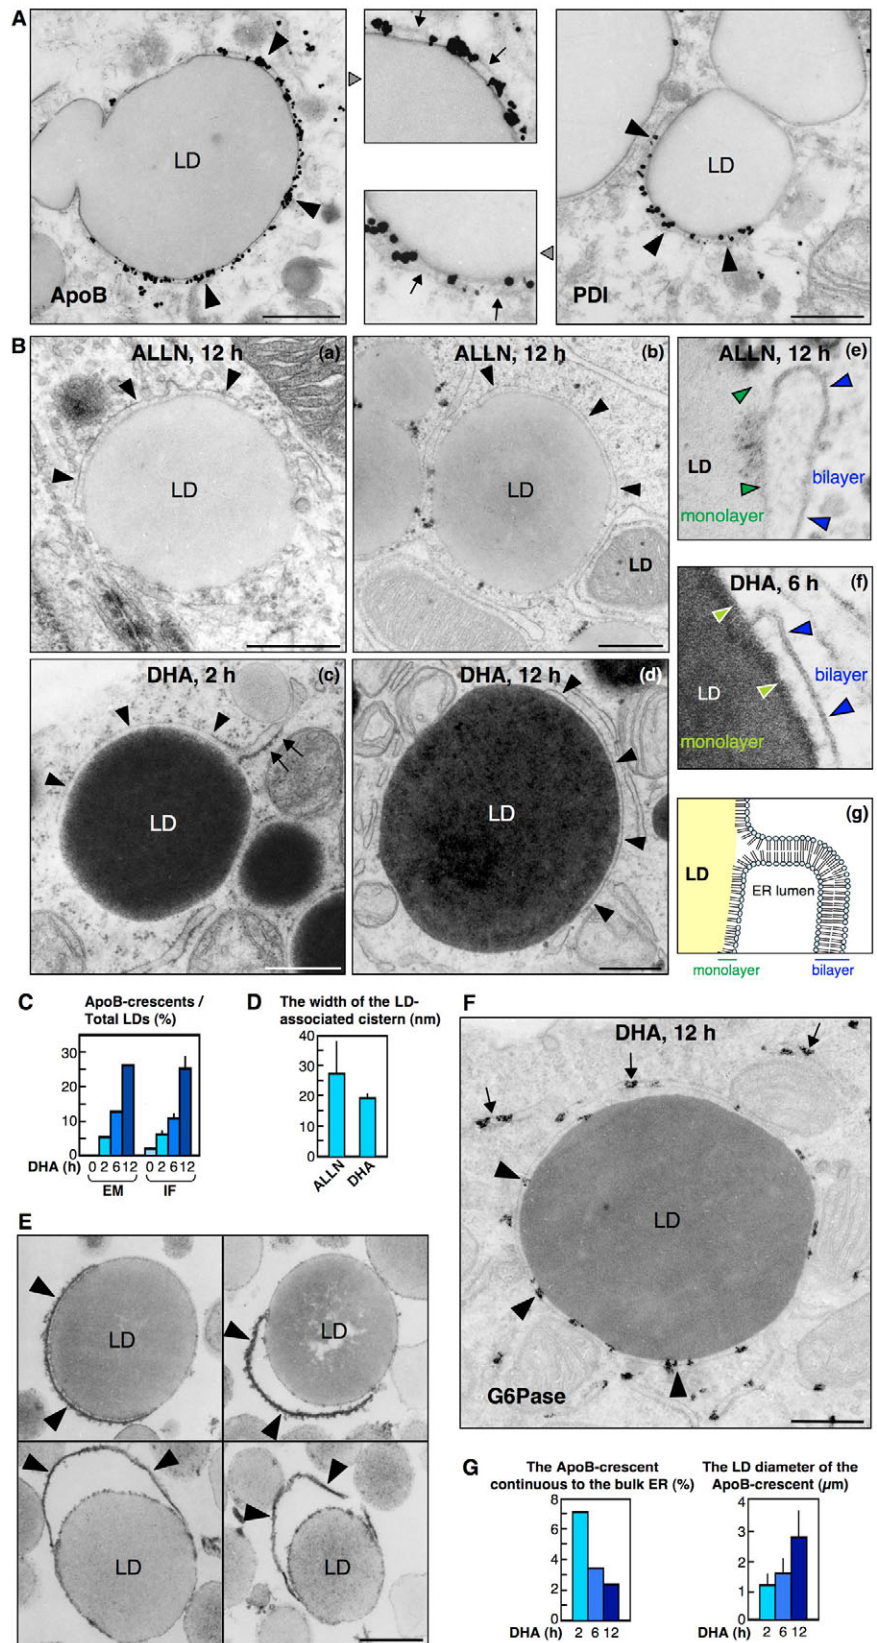 A
LD
ApoB
LD
PDI
B
ALLN, 12 h (a)
LD
ALLN, 12 h (b)
LD
LD
ALLN, 12 h (e)
LD
bilayer
monolayer
DHA, 2 h (c)
LD
DHA, 12 h (d)
LD
DHA, 6 h (f)
bilayer
LD
monolayer
(g)
LD
ER lumen
monolayer bilayer
C ApoB-crescents /
Total LDs (%)
30
20
10
0
DHA (h) 0 2 6 12 0 2 6 12
EM IF
D The width of the LD-
associated cistern (nm)
40
30
20
10
0
ALLN DHA
E
LD
LD
LD
LD
F
DHA, 12 h
LD
G6Pase
G The ApoB-crescent
continuous to the bulk ER (%)
8
6
4
2
0
DHA (h) 2 6 12
The LD diameter of the
ApoB-crescent (µm)
4
3
2
1
0
DHA (h) 2 6 12